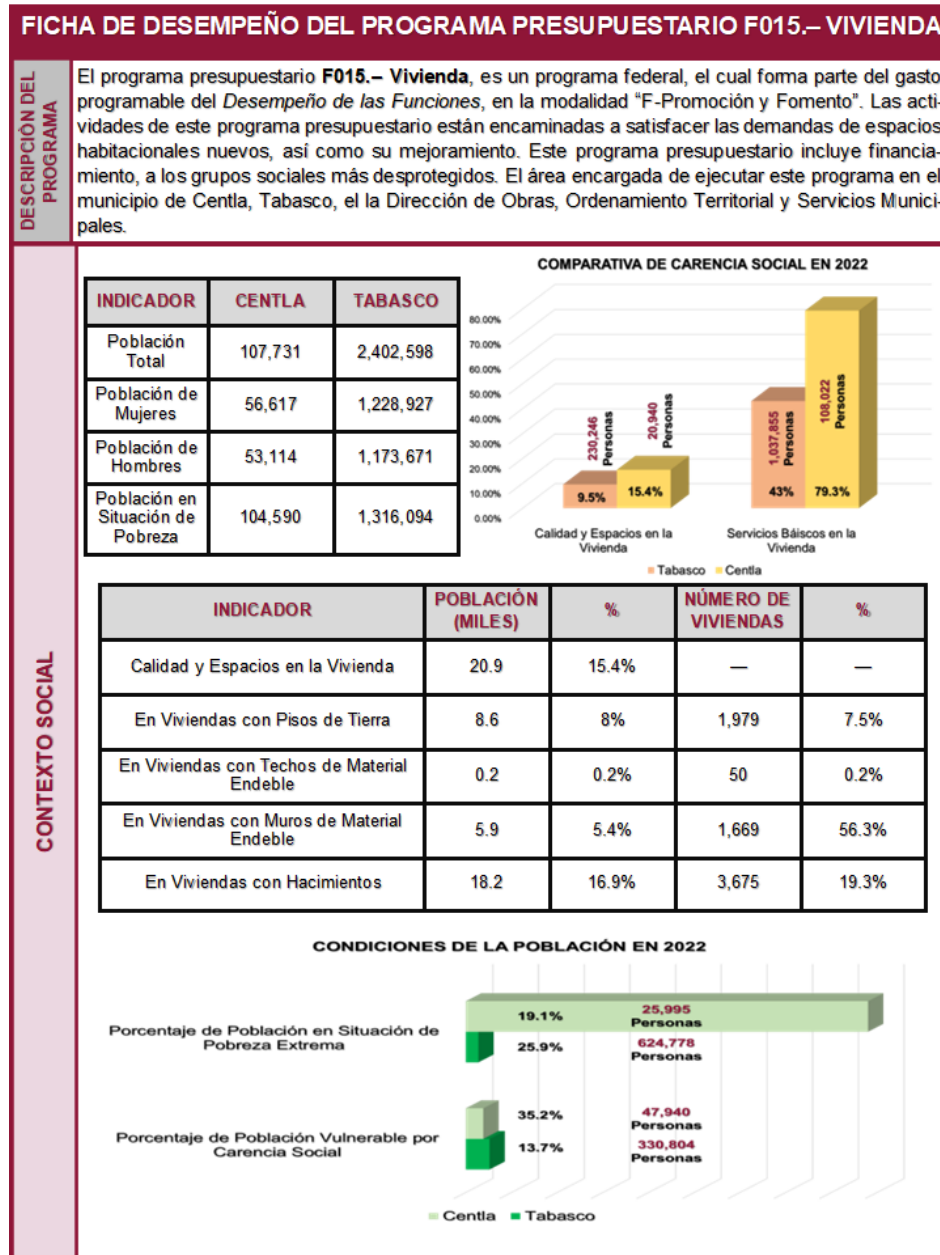 FICHA DE DESEMPEÑO DEL PROGRAMA PRESUPUESTARIO F015.– VIVIENDA
DESCRIPCIÓN DEL
PROGRAMA
El programa presupuestario F015.– Vivienda, es un programa federal, el cual forma parte del gasto
programable del Desempeño de las Funciones, en la modalidad “F-Promoción y Fomento”. Las acti-
vidades de este programa presupuestario están encaminadas a satisfacer las demandas de espacios
habitacionales nuevos, así como su mejoramiento. Este programa presupuestario incluye financia-
miento, a los grupos sociales más desprotegidos. El área encargada de ejecutar este programa en el
municipio de Centla, Tabasco, el la Dirección de Obras, Ordenamiento Territorial y Servicios Munici-
pales.
CONTEXTO SOCIAL
INDICADOR CENTLA TABASCO
Población
Total
107,731 2,402,598
Población de
Mujeres
56,617 1,228,927
Población de
Hombres
53,114 1,173,671
Población en
Situación de
Pobreza
104,590 1,316,094
COMPARATIVA DE CARENCIA SOCIAL EN 2022
80.00%
70.00%
60.00%
50.00%
40.00%
30.00%
20.00%
10.00%
0.00%
230,246
Personas
20,940
Personas
1,037,855
Personas
108,022
Personas
9.5% 15.4% 43% 79.3%
Calidad y Espacios en la
Vivienda
Servicios Báiscos en la
Vivienda
Tabasco Centla
INDICADOR POBLACIÓN
(MILES) % NÚMERO DE
VIVIENDAS %
Calidad y Espacios en la Vivienda 20.9 15.4% — —
En Viviendas con Pisos de Tierra 8.6 8% 1,979 7.5%
En Viviendas con Techos de Material
Endeble
0.2 0.2% 50 0.2%
En Viviendas con Muros de Material
Endeble
5.9 5.4% 1,669 56.3%
En Viviendas con Hacimientos 18.2 16.9% 3,675 19.3%
CONDICIONES DE LA POBLACIÓN EN 2022
Porcentaje de Población en Situación de
Pobreza Extrema
19.1% 25,995
Personas
25.9% 624,778
Personas
Porcentaje de Población Vulnerable por
Carencia Social
35.2% 47,940
Personas
13.7% 330,804
Personas
Centla Tabasco